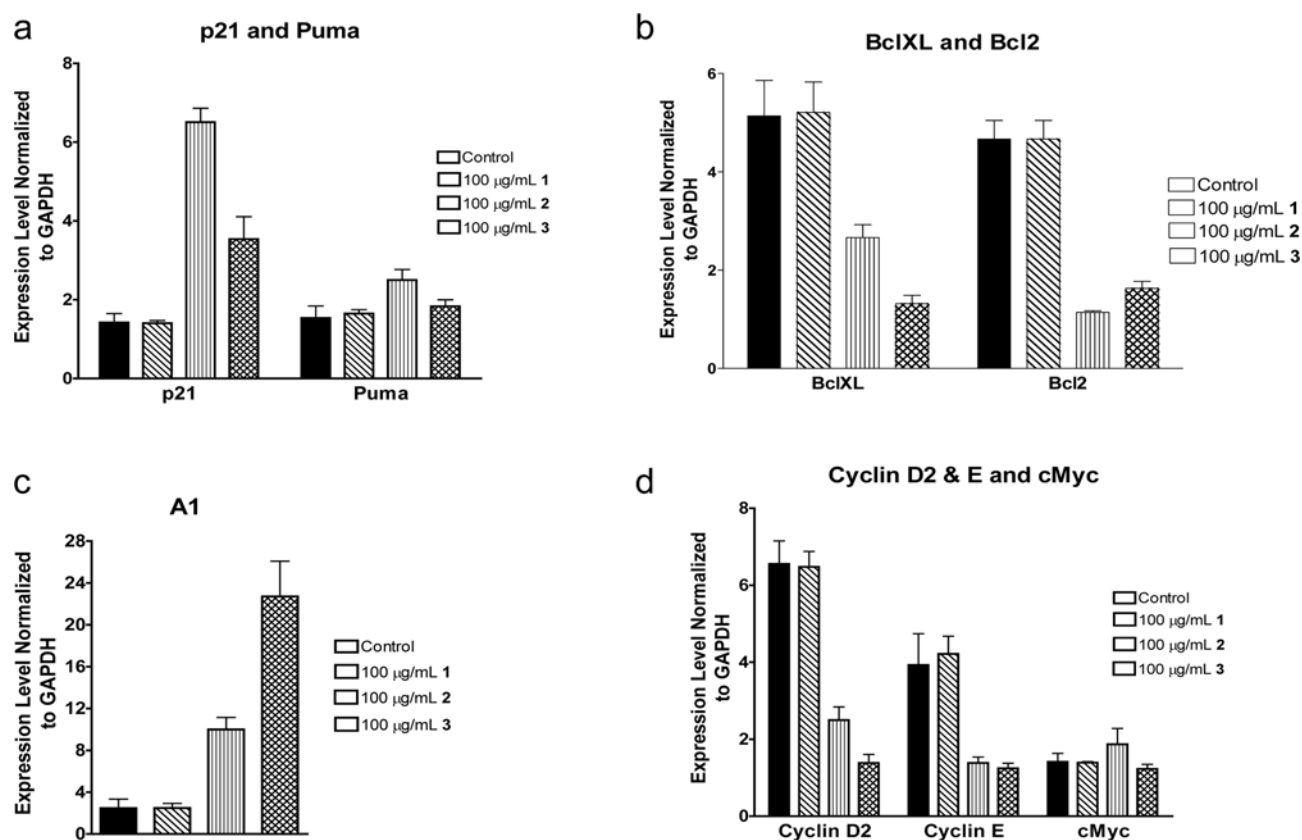 a
p21 and Puma
Expression Level Normalized
to GAPDH
8
6
4
2
0
p21
Puma
Control
100 μg/mL 1
100 μg/mL 2
100 μg/mL 3
b
BclXL and Bcl2
Expression Level Normalized
to GAPDH
6
4
2
0
BclXL
Bcl2
Control
100 μg/mL 1
100 μg/mL 2
100 μg/mL 3
c
A1
Expression Level Normalized
to GAPDH
28
24
20
16
12
8
4
0
Control
100 μg/mL 1
100 μg/mL 2
100 μg/mL 3
d
Cyclin D2 & E and cMyc
Expression Level Normalized
to GAPDH
8
6
4
2
0
Cyclin D2
Cyclin E
cMyc
Control
100 μg/mL 1
100 μg/mL 2
100 μg/mL 3